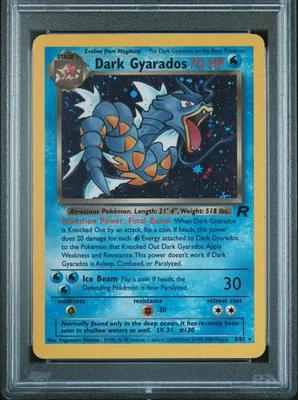 STAGE 1
Evolves from Magikarp Put Dark Gyarados on the Basic Pokémon
Dark Gyarados 70 HP
Atrocious Pokémon. Length: 21' 4", Weight: 518 lbs.
Pokémon Power: Final Beam When Dark Gyarados
is Knocked Out by an attack, flip a coin. If heads, this power
does 20 damage for each Energy attached to Dark Gyarados
to the Pokémon that Knocked Out Dark Gyarados. Apply
Weakness and Resistance. This power doesn't work if Dark
Gyarados is Asleep, Confused, or Paralyzed.
Ice Beam Flip a coin. If heads, the
Defending Pokémon is now Paralyzed. 30
weakness resistance retreat cost
-30
Normally found only in the deep ocean, it has recently been
seen in shallow waters as well. LV. 31 #130
8/82